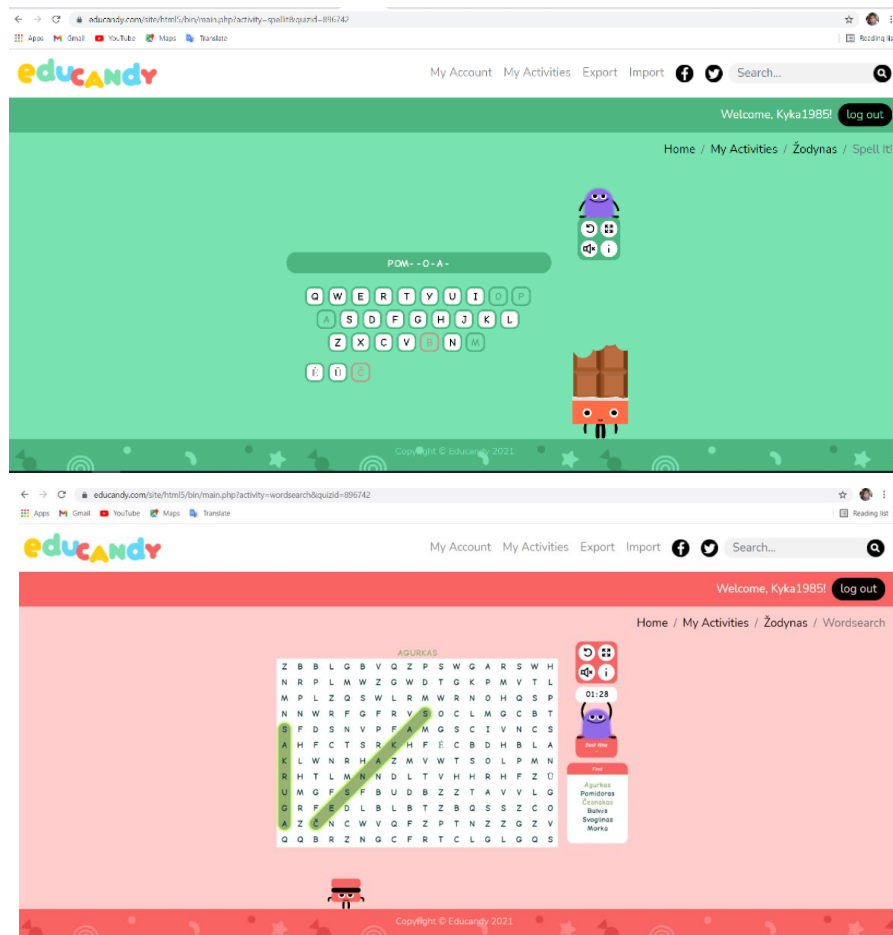 educandy.com/site/html5/bin/main.php?activity=spellit&quizid=896742
Apps Gmail YouTube Maps Translate Reading lis
educandy My Account My Activities Export Import Search...
Welcome, Kyka1985! log out
Home / My Activities / Žodynas / Spell It!
POM--O-A-
Q W E R T Y U I O P
A S D F G H J K L
Z X C V B N M
Ė Ū Č
Copyright © Educandy 2021
educandy.com/site/html5/bin/main.php?activity=wordsearch&quizid=896742
Apps Gmail YouTube Maps Translate Reading list
educandy My Account My Activities Export Import Search...
Welcome, Kyka1985! log out
Home / My Activities / Žodynas / Wordsearch
AGURKAS
Z B B L G B V Q Z P S W G A R S W H
N R P L M W Z G W D T G K P M V T L
M P L Z Q S W L R M W R N O H Q S P
N N W R F G F R V S O C L M G C B T
S F D S N V P F A M G S C I V N C S
A H F C T S R K H F Ė C B D H B L A
K L W N R H A Z M V W T S O L P M N
R H T L M N N D L T V H H R H F Z Ū
U M G F S F B U D B Z Z T A V V L G
G R F E D L B L B T Z B Q S S Z C O
A Z Č N C W V Q F Z P T N Z Z G Z V
Q Q B R Z N G C F R T C L G L G Q S
01:28
Best time
-
Find
Agurkas
Pomidoras
Česnakas
Bulvės
Svogūnas
Morka
Copyright © Educandy 2021